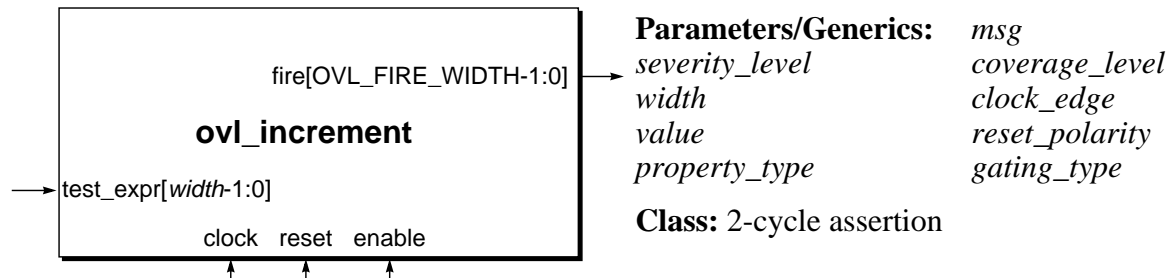 fire[OVL_FIRE_WIDTH-1:0]
ovl_increment
test_expr[width-1:0]
clock reset enable
Parameters/Generics: msg
severity_level coverage_level
width clock_edge
value reset_polarity
property_type gating_type
Class: 2-cycle assertion